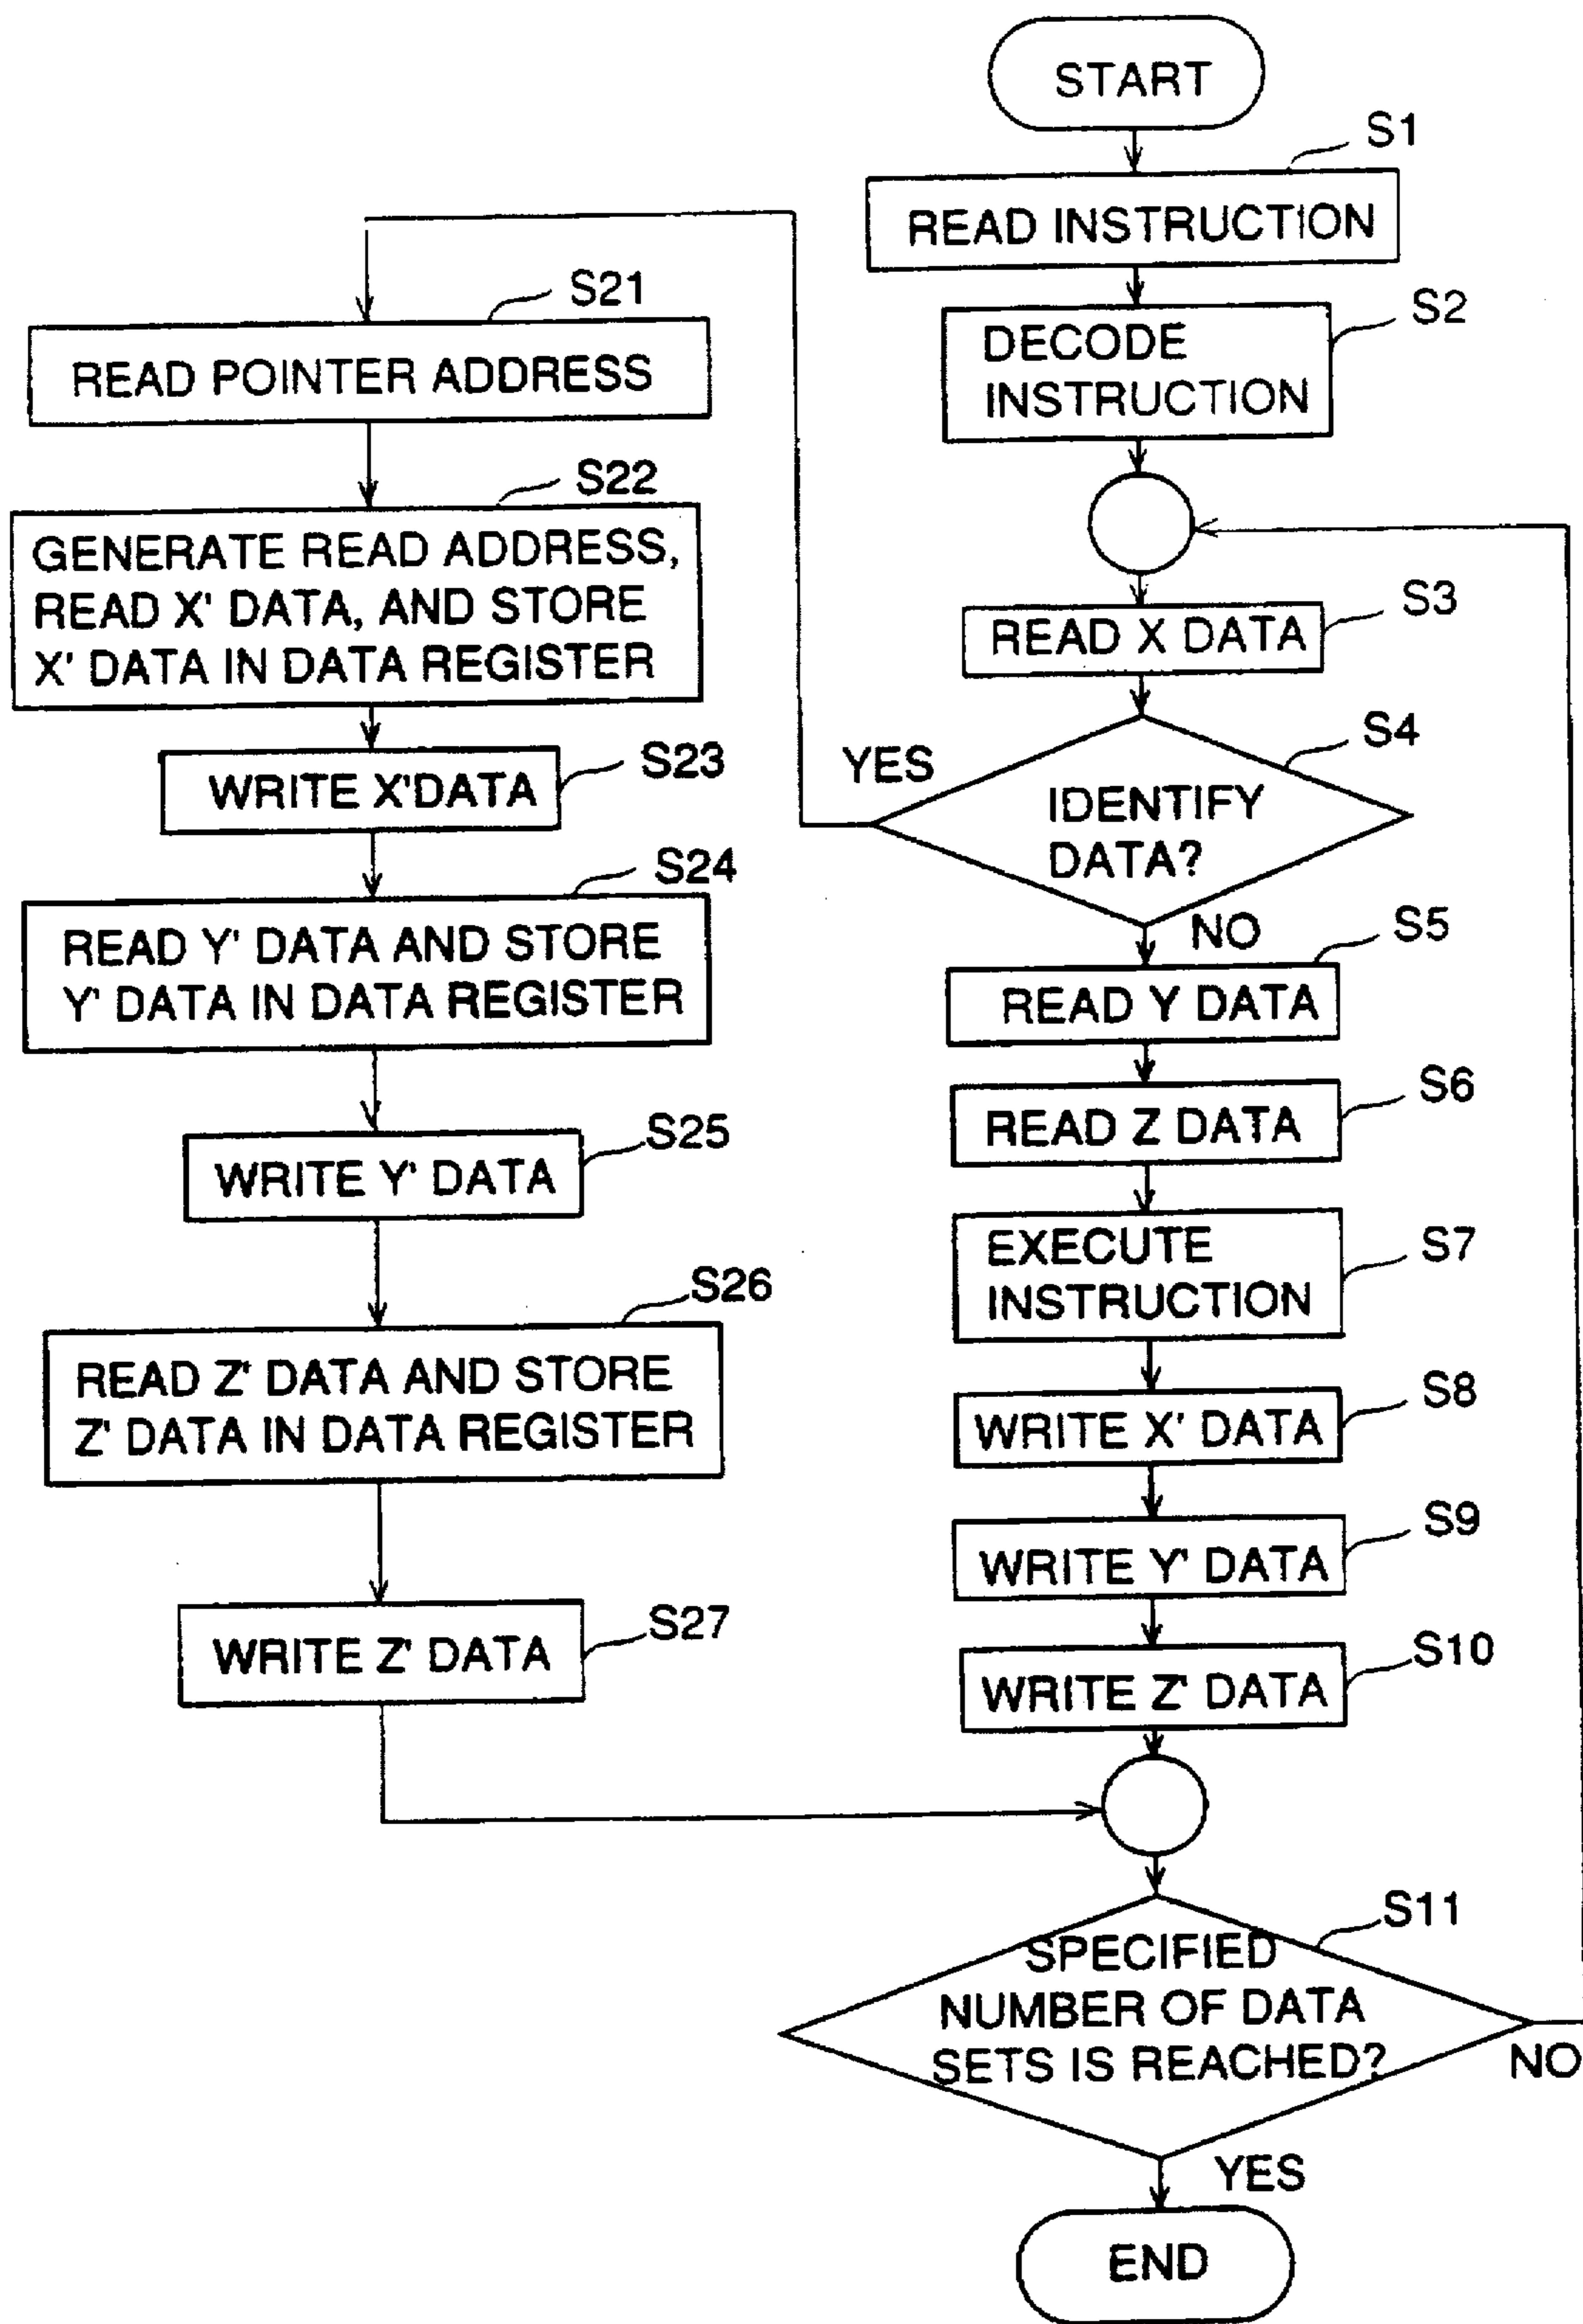 START
S1
READ INSTRUCTION
S2
DECODE
INSTRUCTION
S3
READ X DATA
S4
YES
IDENTIFY
DATA?
NO
S5
READ Y DATA
S6
READ Z DATA
S7
EXECUTE
INSTRUCTION
S8
WRITE X' DATA
S9
WRITE Y' DATA
S10
WRITE Z' DATA
S21
READ POINTER ADDRESS
S22
GENERATE READ ADDRESS,
READ X' DATA, AND STORE
X' DATA IN DATA REGISTER
S23
WRITE X'DATA
S24
READ Y' DATA AND STORE
Y' DATA IN DATA REGISTER
S25
WRITE Y' DATA
S26
READ Z' DATA AND STORE
Z' DATA IN DATA REGISTER
S27
WRITE Z' DATA
S11
SPECIFIED
NUMBER OF DATA
SETS IS REACHED?
NO
YES
END